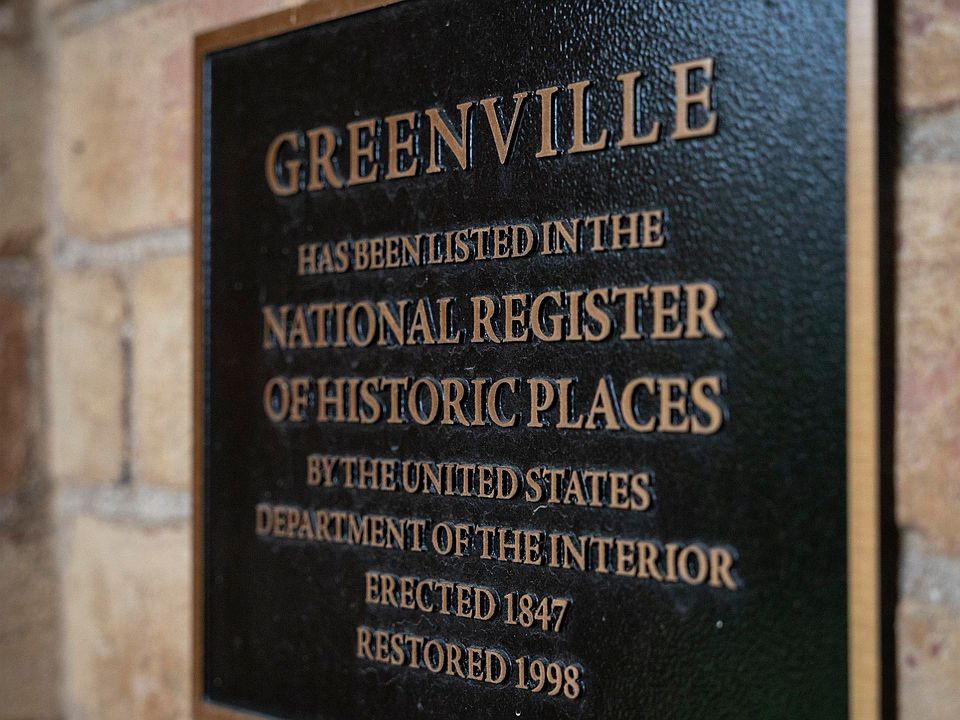 GREENVILLE
HAS BEEN LISTED IN THE
NATIONAL REGISTER
OF HISTORIC PLACES
BY THE UNITED STATES
DEPARTMENT OF THE INTERIOR
ERECTED 1847
RESTORED 1998